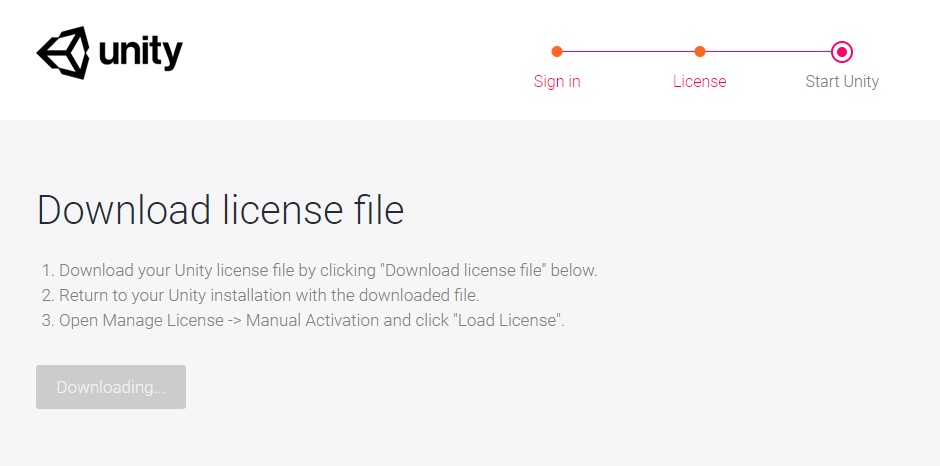 unity
Sign in
License
Start Unity
Download license file
1. Download your Unity license file by clicking "Download license file" below.
2. Return to your Unity installation with the downloaded file.
3. Open Manage License -> Manual Activation and click "Load License".
Downloading...